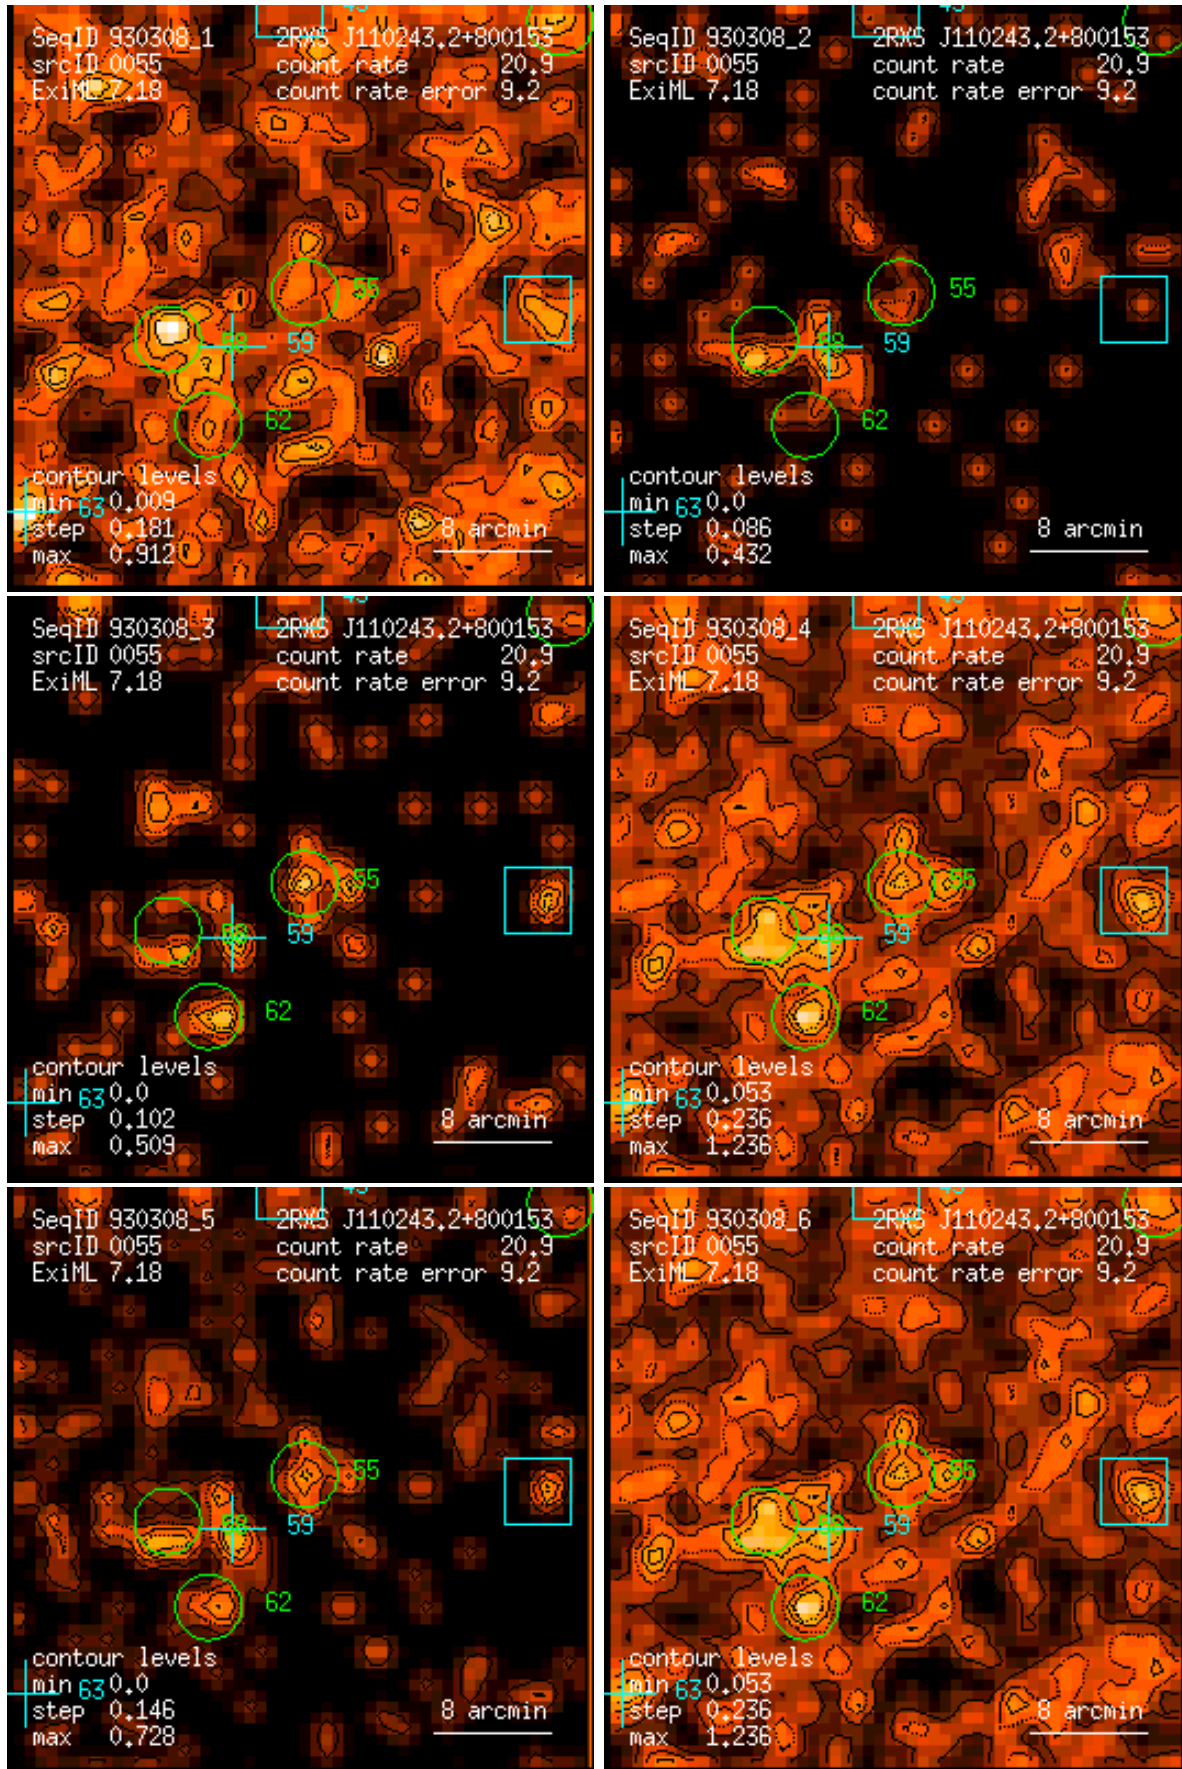 SeqID 930308_1 2RXS J110243.2+800153
srcID 0055 count rate 20.9
ExiML 7.18 count rate error 9.2
55
59
62
contour levels
min 0.009
63
step 0.181
8 arcmin
max 0.912
SeqID 930308_2 2RXS J110243.2+800153
srcID 0055 count rate 20.9
ExiML 7.18 count rate error 9.2
55
59
62
contour levels
min 0.0
63
step 0.086
8 arcmin
max 0.432
SeqID 930308_3 2RXS J110243.2+800153
srcID 0055 count rate 20.9
ExiML 7.18 count rate error 9.2
55
59
62
contour levels
min 0.0
63
step 0.102
8 arcmin
max 0.509
SeqID 930308_4 2RXS J110243.2+800153
srcID 0055 count rate 20.9
ExiML 7.18 count rate error 9.2
55
59
62
contour levels
min 0.053
63
step 0.236
8 arcmin
max 1.236
SeqID 930308_5 2RXS J110243.2+800153
srcID 0055 count rate 20.9
ExiML 7.18 count rate error 9.2
55
59
62
contour levels
min 0.0
63
step 0.146
8 arcmin
max 0.728
SeqID 930308_6 2RXS J110243.2+800153
srcID 0055 count rate 20.9
ExiML 7.18 count rate error 9.2
55
59
62
contour levels
min 0.053
63
step 0.236
8 arcmin
max 1.236